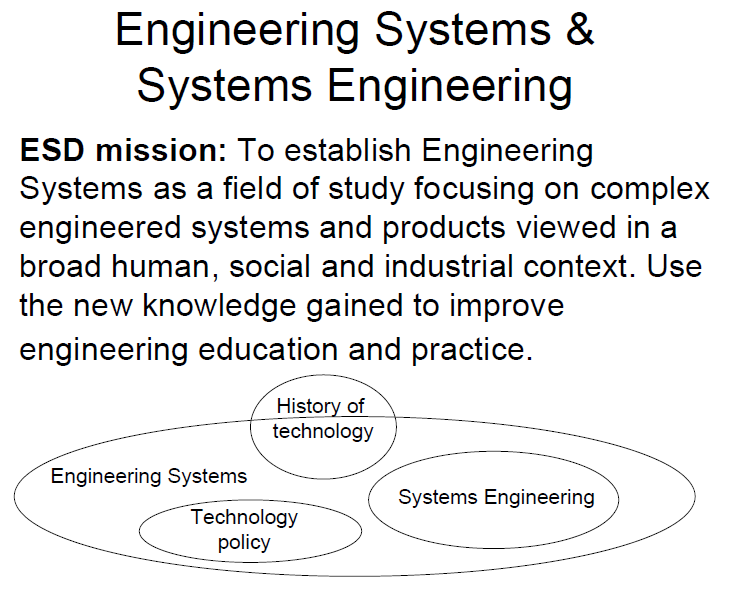 Engineering Systems &
Systems Engineering
ESD mission: To establish Engineering
Systems as a field of study focusing on complex
engineered systems and products viewed in a
broad human, social and industrial context. Use
the new knowledge gained to improve
engineering education and practice.
History of
technology
Engineering Systems
Systems Engineering
Technology
policy